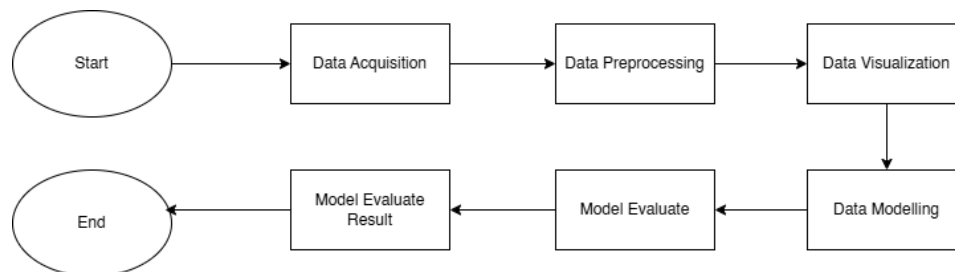 Start
Data Acquisition
Data Preprocessing
Data Visualization
End
Model Evaluate
Result
Model Evaluate
Data Modelling